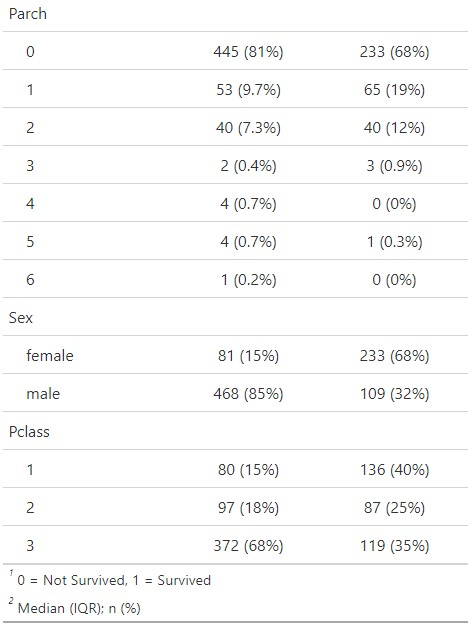 Parch
0 445 (81%) 233 (68%)
1 53 (9.7%) 65 (19%)
2 40 (7.3%) 40 (12%)
3 2 (0.4%) 3 (0.9%)
4 4 (0.7%) 0 (0%)
5 4 (0.7%) 1 (0.3%)
6 1 (0.2%) 0 (0%)
Sex
female 81 (15%) 233 (68%)
male 468 (85%) 109 (32%)
Pclass
1 80 (15%) 136 (40%)
2 97 (18%) 87 (25%)
3 372 (68%) 119 (35%)
1 0 = Not Survived, 1 = Survived
2 Median (IQR); n (%)